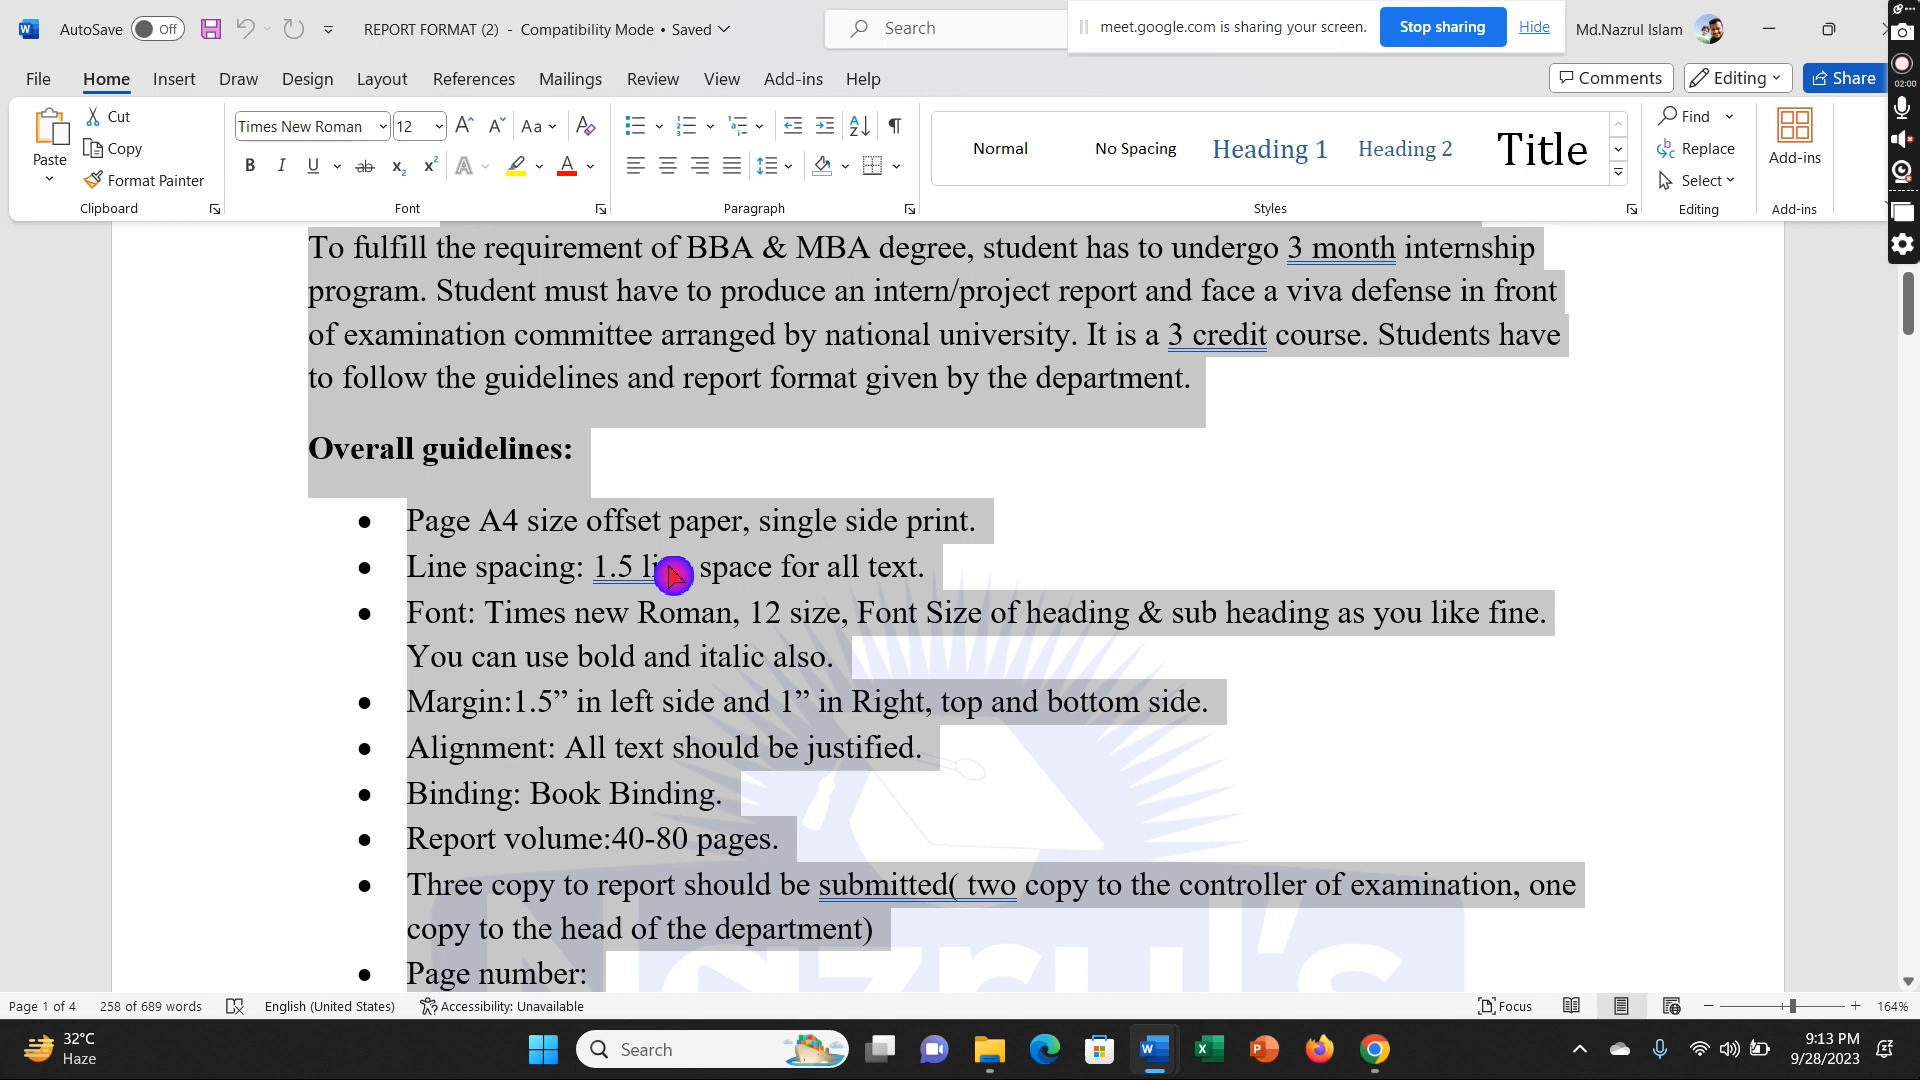 AutoSave Off REPORT FORMAT (2) - Compatibility Mode • Saved Search meet.google.com is sharing your screen. Stop sharing Hide Md.Nazrul Islam
File Home Insert Draw Design Layout References Mailings Review View Add-ins Help Comments Editing Share
02:00
Paste Cut Copy Format Painter
Clipboard
Times New Roman 12
Font
Paragraph
Normal No Spacing Heading 1 Heading 2 Title
Styles
Find Replace Select
Editing
Add-ins
Add-ins
To fulfill the requirement of BBA & MBA degree, student has to undergo 3 month internship
program. Student must have to produce an intern/project report and face a viva defense in front
of examination committee arranged by national university. It is a 3 credit course. Students have
to follow the guidelines and report format given by the department.
Overall guidelines:
• Page A4 size offset paper, single side print.
• Line spacing: 1.5 li space for all text.
• Font: Times new Roman, 12 size, Font Size of heading & sub heading as you like fine.
You can use bold and italic also.
• Margin:1.5” in left side and 1” in Right, top and bottom side.
• Alignment: All text should be justified.
• Binding: Book Binding.
• Report volume:40-80 pages.
• Three copy to report should be submitted( two copy to the controller of examination, one
copy to the head of the department)
• Page number:
Nazrul's
Page 1 of 4 258 of 689 words English (United States) Accessibility: Unavailable Focus 164%
32°C
Haze
Search
9:13 PM
9/28/2023